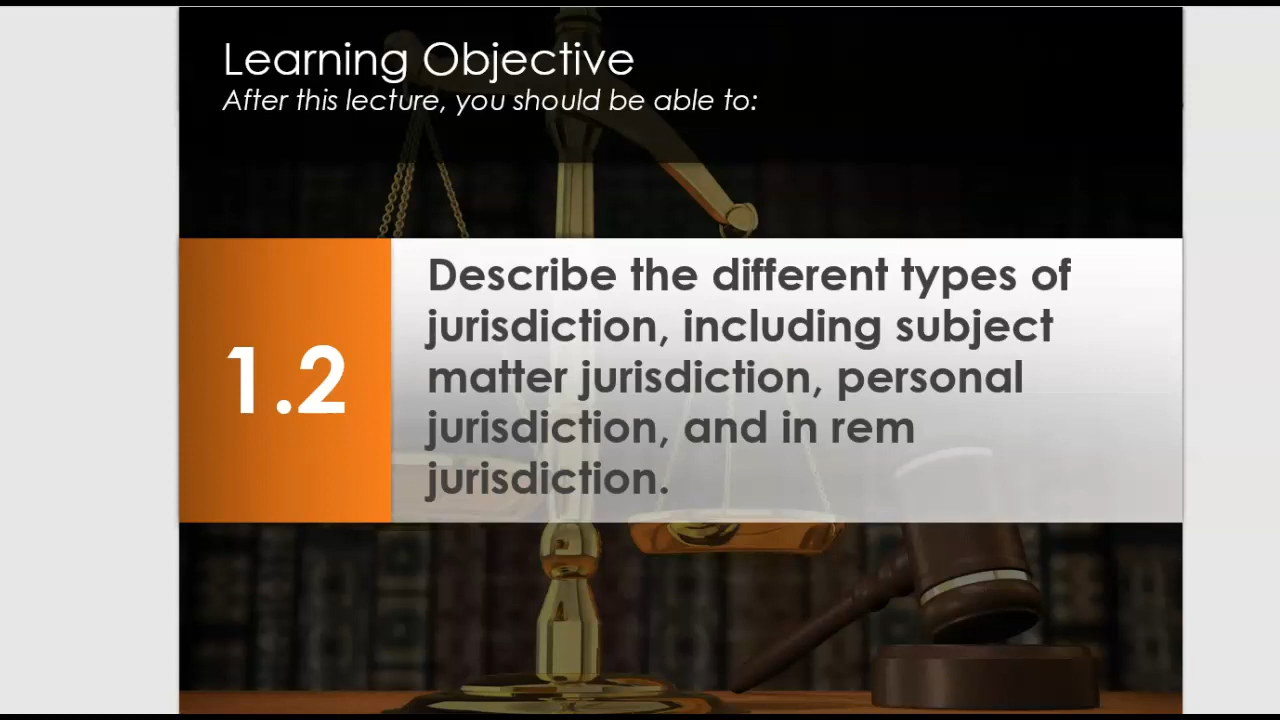 Learning Objective
After this lecture, you should be able to:
1.2
Describe the different types of
jurisdiction, including subject
matter jurisdiction, personal
jurisdiction, and in rem
jurisdiction.